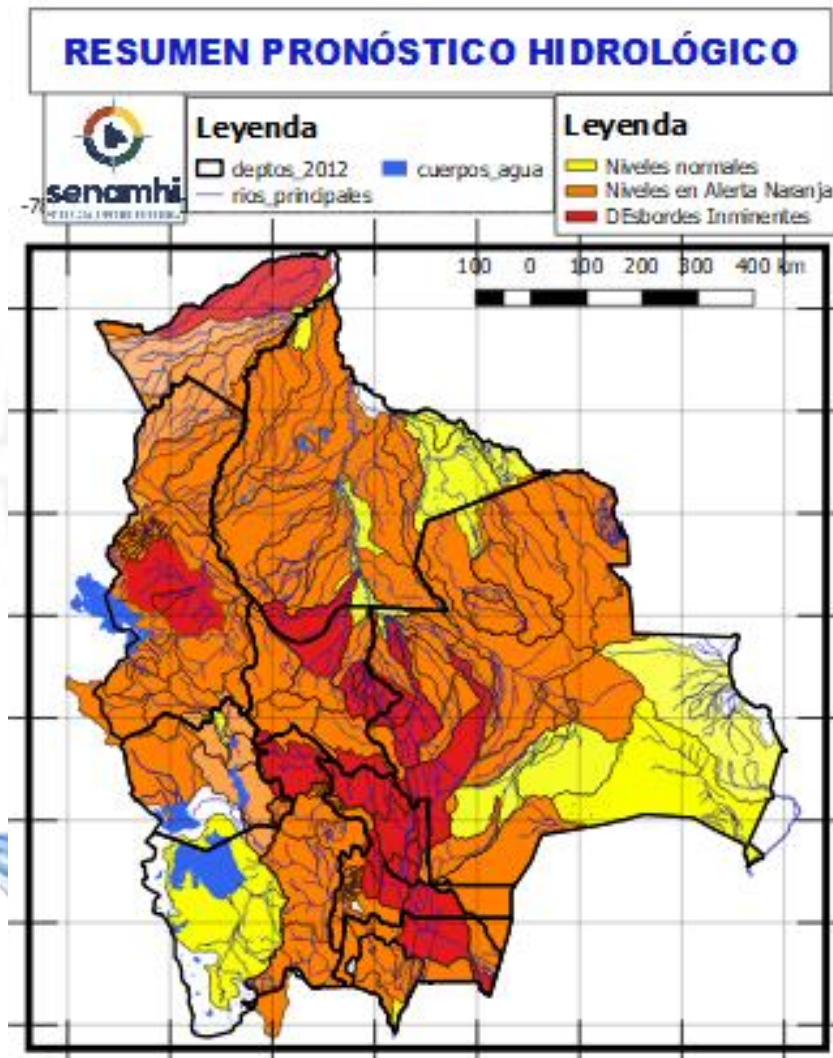 RESUMEN PRONÓSTICO HIDROLÓGICO
senamhi
Leyenda
deptos_2012 cuerpos_agua
rios_principales
Leyenda
Niveles normales
Niveles en Alerta Naranja
DEsbordes Inminentes
100 0 100 200 300 400 km